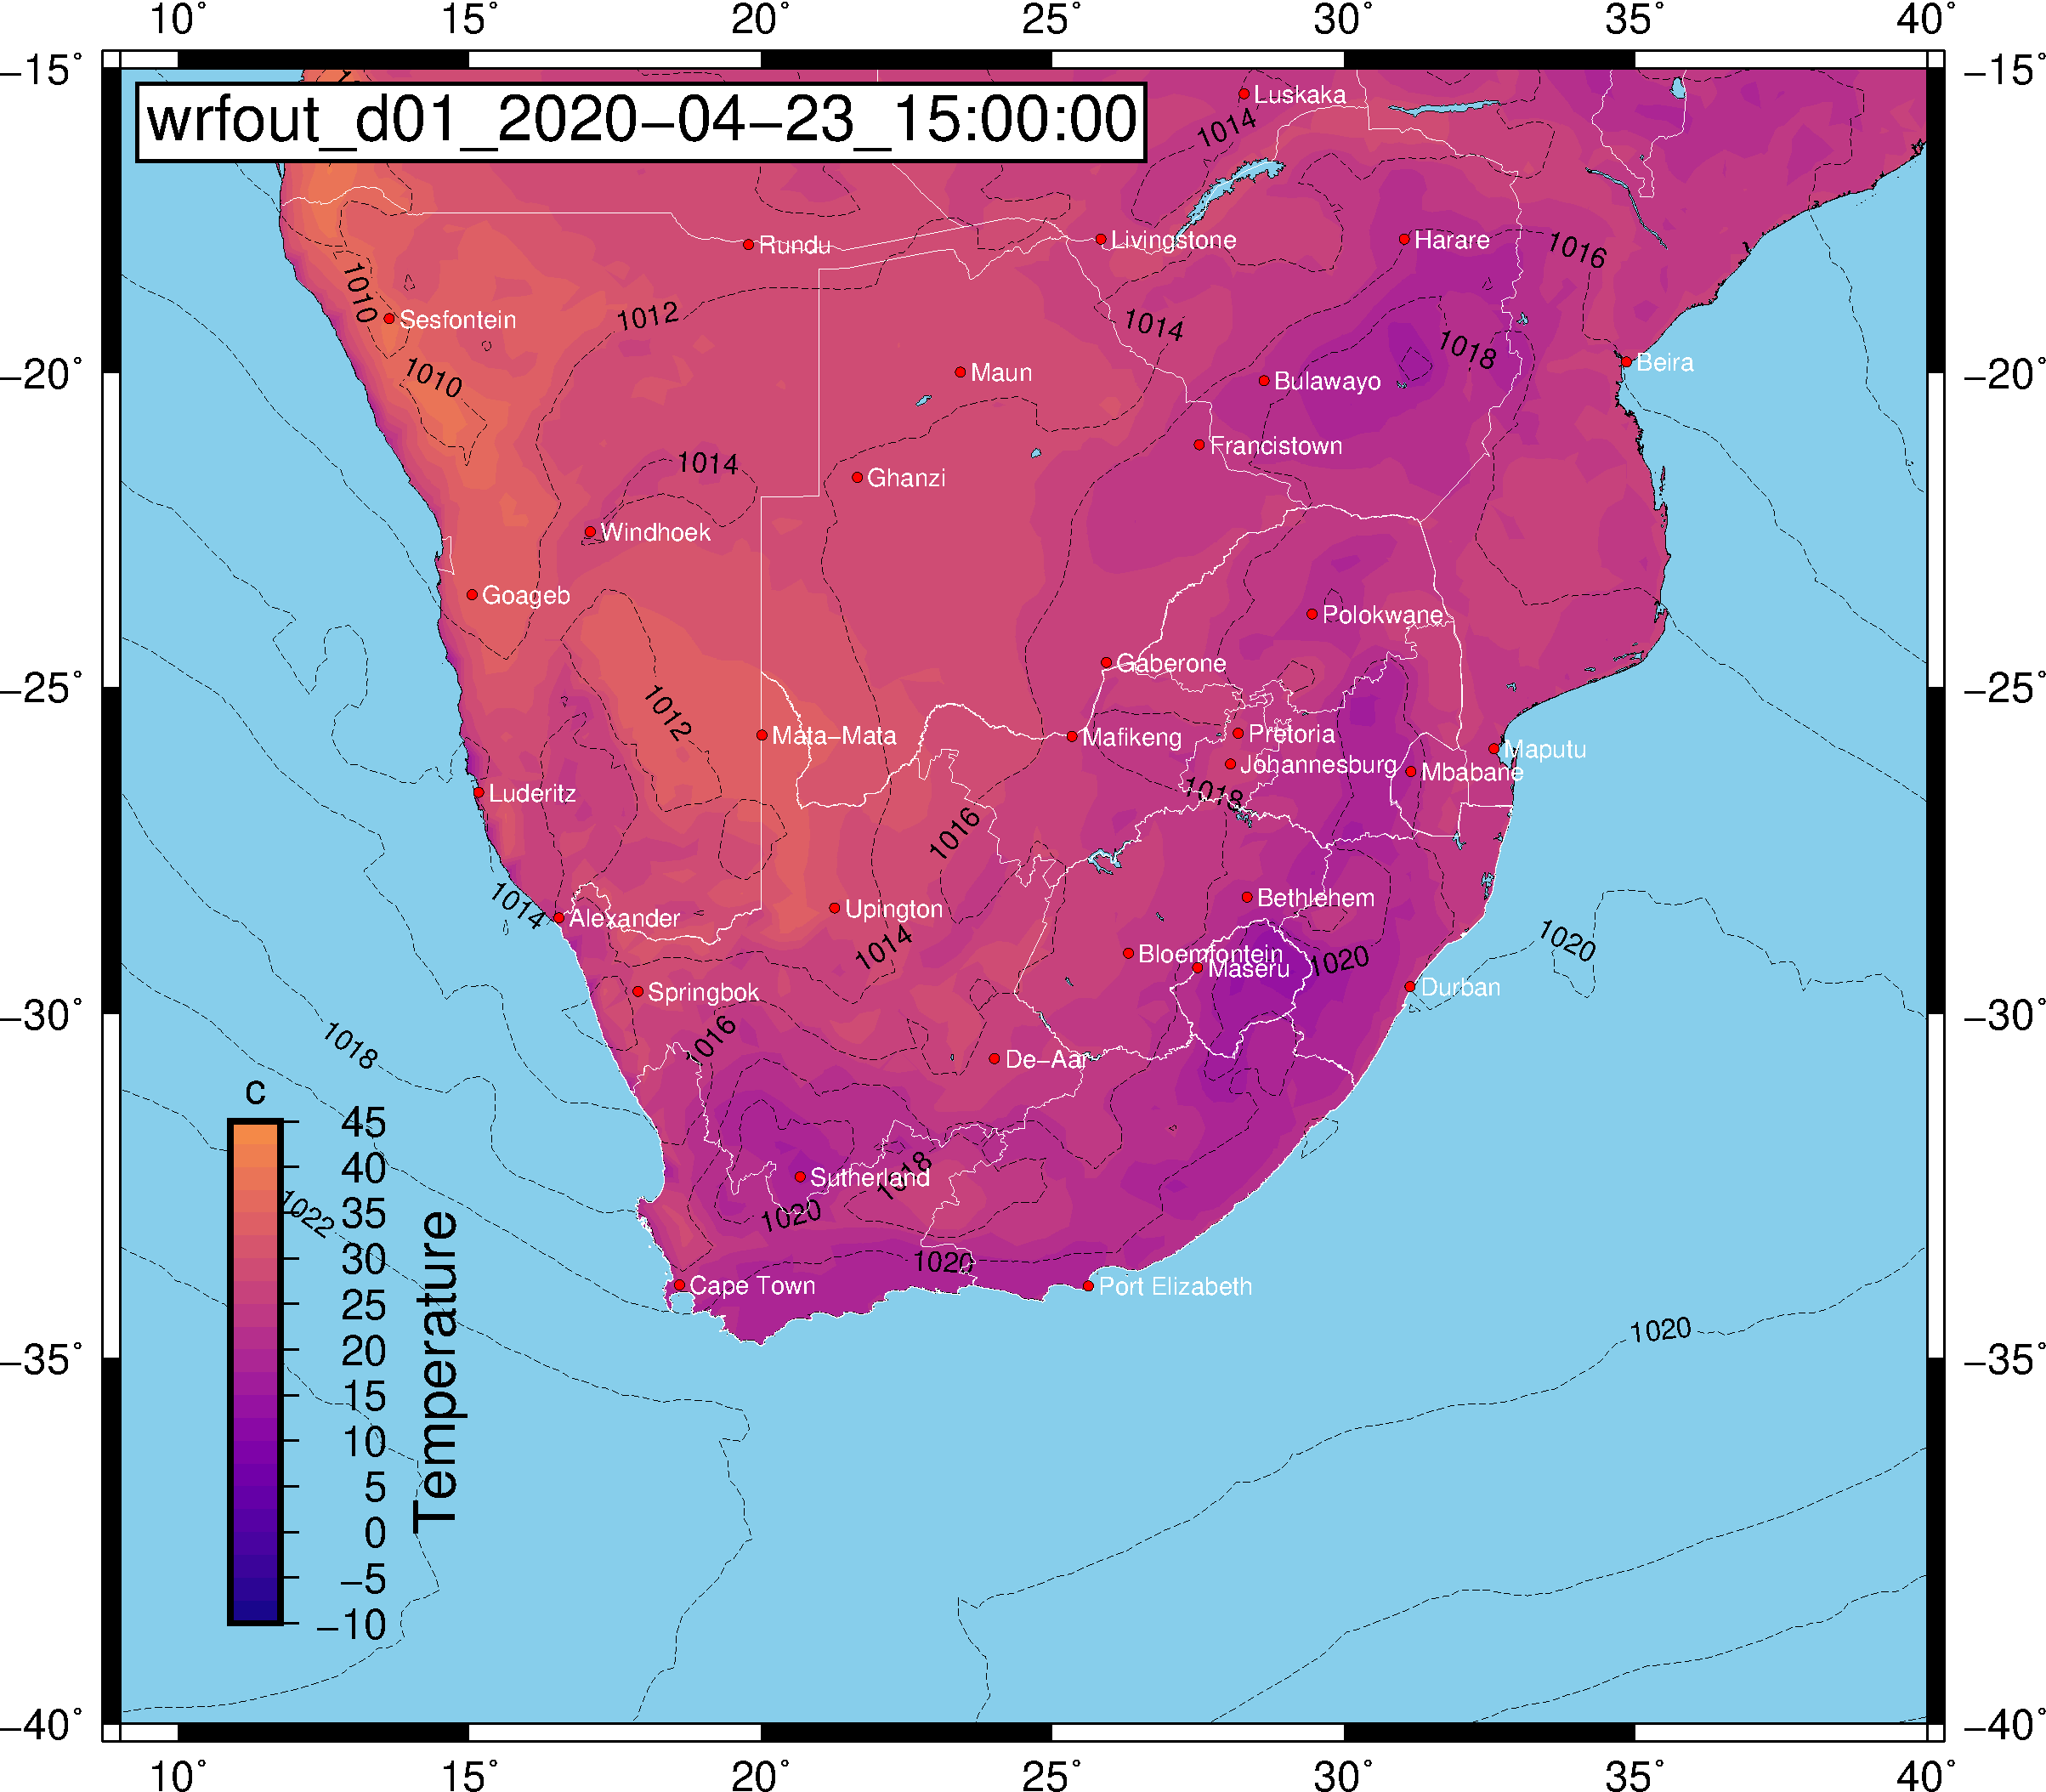 10° 15° 20° 25° 30° 35° 40°
−15° −15°
wrfout_d01_2020−04−23_15:00:00
Luskaka
1014
Rundu
Livingstone
Harare
1016
1010
Sesfontein
1012
1014
1018
Beira
−20° −20°
Maun
Bulawayo
1010
Francistown
1014
Ghanzi
Windhoek
Goageb
Polokwane
Gaberone
−25° −25°
1012
Mata−Mata
Mafikeng
Pretoria
Maputu
Johannesburg
Mbabane
Luderitz
1018
1016
Bethlehem
1014
Alexander
Upington
1014
1020
Bloemfontein
Maseru
1020
Durban
Springbok
−30° −30°
1018
1016
De−Aar
c
45
40
1018
Sutherland
1022
35
1020
30
1020
Cape Town
Port Elizabeth
25
1020
20
−35° −35°
15
10
5
0
−5
−10
Temperature
−40° −40°
10° 15° 20° 25° 30° 35° 40°